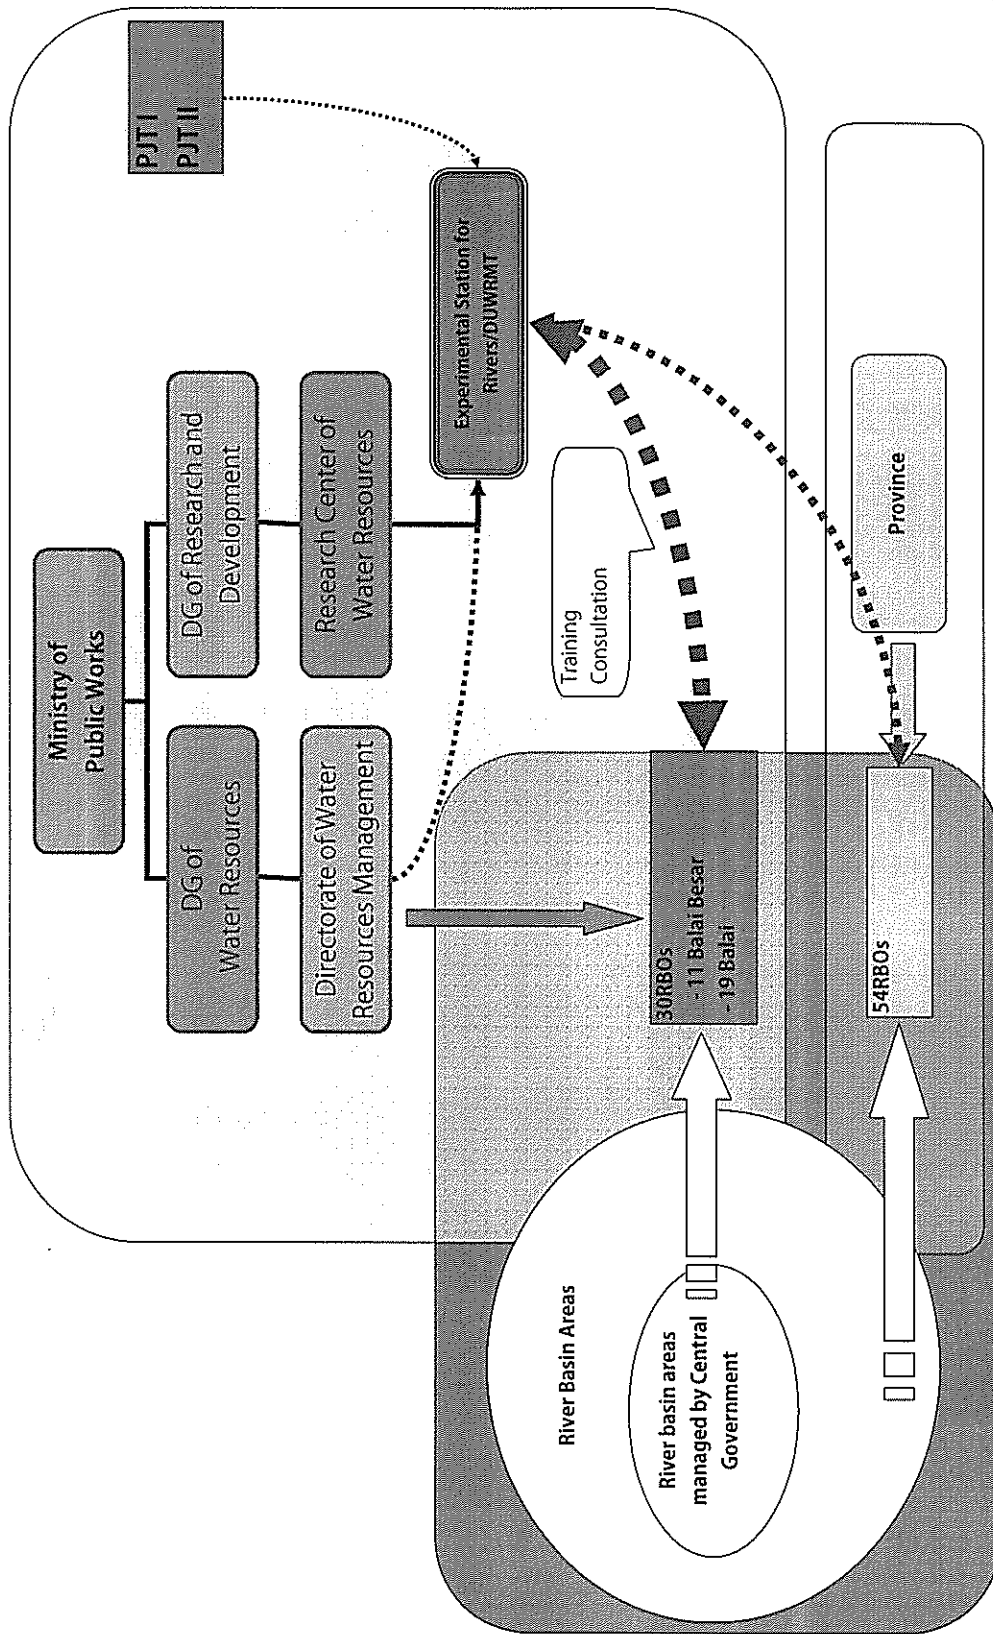 Ministry of
Public Works
DG of
Water Resources
DG of Research and
Development
Directorate of Water
Resources Management
Research Center of
Water Resources
PJT I
PJT II
Experimental Station for
Rivers/DUWRMT
Training
Consultation
River Basin Areas
River basin areas
managed by Central
Government
30RBOs
- 11 Balai Besar
- 19 Balai
54RBOs
Province